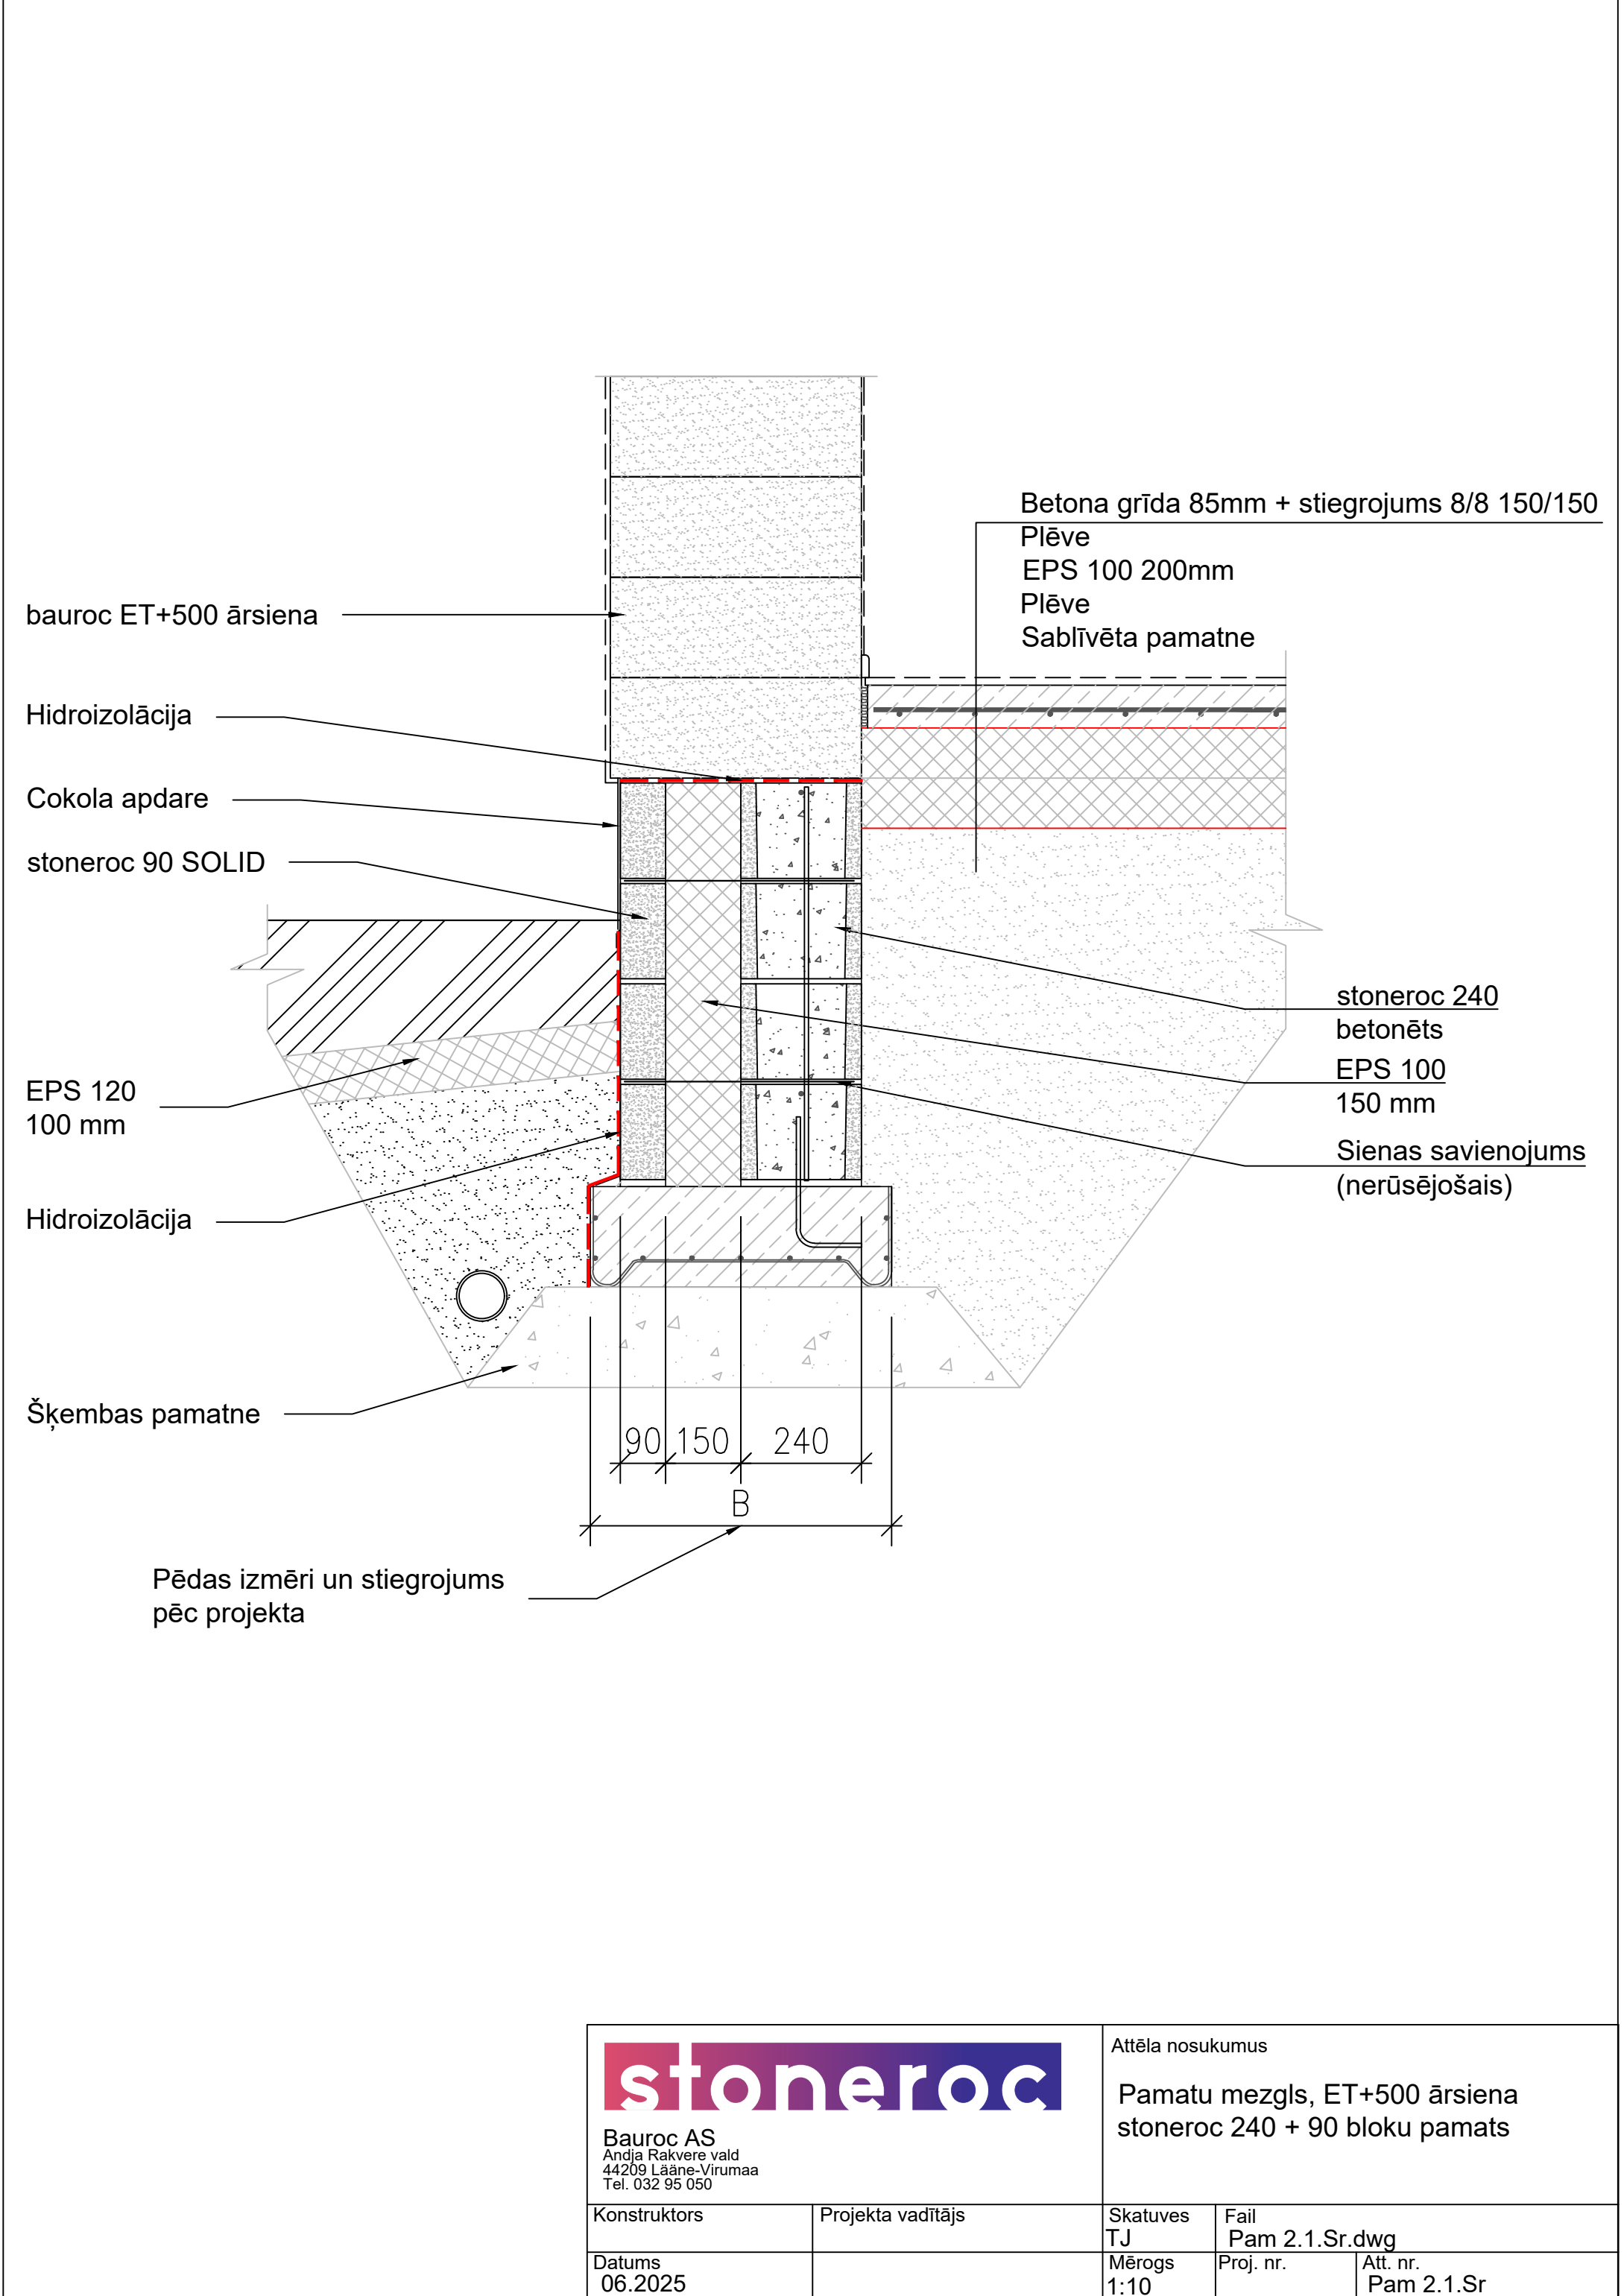 Betona grīda 85mm + stiegrojums 8/8 150/150
Plēve
EPS 100 200mm
Plēve
Sablīvēta pamatne
bauroc ET+500 ārsiena
Hidroizolācija
Cokola apdare
stoneroc 90 SOLID
EPS 120
100 mm
Hidroizolācija
Šķembas pamatne
stoneroc 240
betonēts
EPS 100
150 mm
Sienas savienojums
(nerūsējošais)
90 150 240
B
Pēdas izmēri un stiegrojums
pēc projekta
stoneroc
Bauroc AS
Andja Rakvere vald
44209 Lääne-Virumaa
Tel. 032 95 050
Attēla nosukumus
Pamatu mezgls, ET+500 ārsiena
stoneroc 240 + 90 bloku pamats
Konstruktors
Projekta vadītājs
Skatuves
TJ
Fail
Pam 2.1.Sr.dwg
Datums
06.2025
Mērogs
1:10
Proj. nr.
Att. nr.
Pam 2.1.Sr